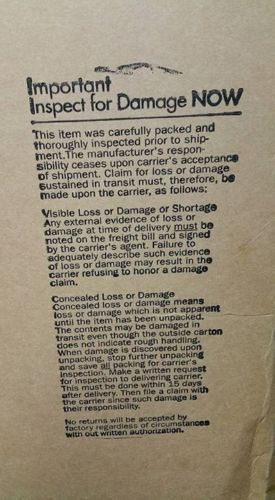 Important
Inspect for Damage NOW
This item was carefully packed and
thoroughly inspected prior to ship-
ment.The manufacturer's respon-
sibility ceases upon carrier's acceptance
of shipment. Claim for loss or damage
sustained in transit must, therefore, be
made upon the carrier, as follows:
Visible Loss or Damage or Shortage
Any external evidence of loss or
damage at time of delivery must be
noted on the freight bill and signed
by the carrier's agent. Failure to
adequately describe such evidence
of loss or damage may result in the
carrier refusing to honor a damage
claim.
Concealed Loss or Damage
Concealed loss or damage means
loss or damage which is not apparent
until the item has been unpacked.
The contents may be damaged in
transit even though the outside carton
does not indicate rough handling.
When damage is discovered upon
unpacking, stop further unpacking
and save all packing for carrier's
inspection. Make a written request
for inspection to delivering carrier.
This must be done within 15 days
after delivery. Then file a claim with
the carrier since such damage is
their responsibility.
No returns will be accepted by
factory regardless of circumstances
with out written authorization.